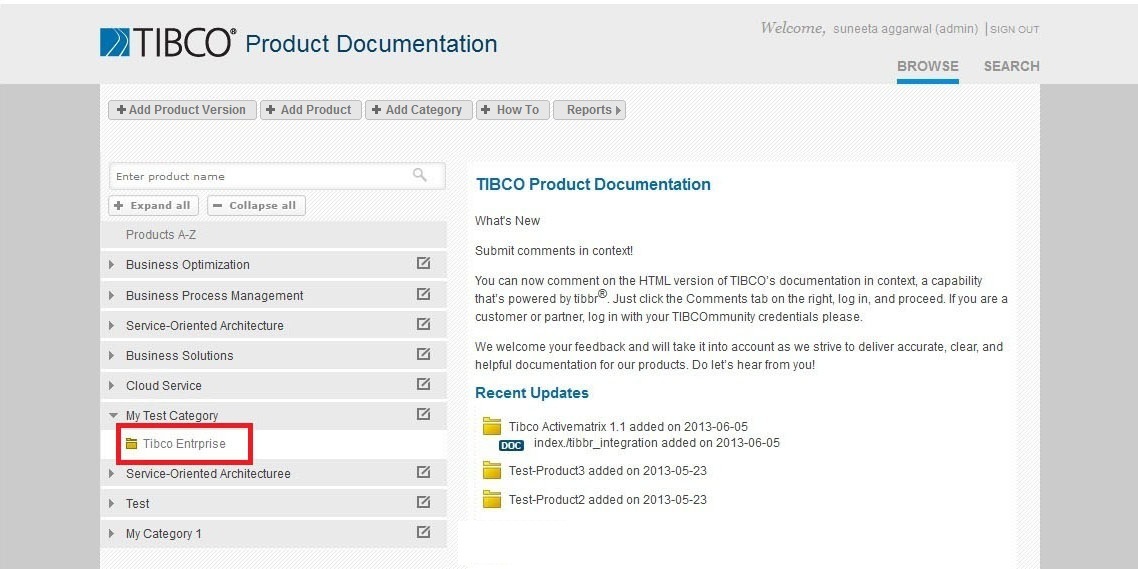 TIBCO® Product Documentation
Welcome, suneeta aggarwal (admin) | SIGN OUT
BROWSE SEARCH
+ Add Product Version + Add Product + Add Category + How To Reports
Enter product name
+ Expand all − Collapse all
Products A-Z
Business Optimization
Business Process Management
Service-Oriented Architecture
Business Solutions
Cloud Service
My Test Category
Tibco Entrprise
Service-Oriented Architecturee
Test
My Category 1
TIBCO Product Documentation
What's New
Submit comments in context!
You can now comment on the HTML version of TIBCO's documentation in context, a capability
that's powered by tibbr®. Just click the Comments tab on the right, log in, and proceed. If you are a
customer or partner, log in with your TIBCOmmunity credentials please.
We welcome your feedback and will take it into account as we strive to deliver accurate, clear, and
helpful documentation for our products. Do let's hear from you!
Recent Updates
Tibco Activematrix 1.1 added on 2013-06-05
DOC index./tibbr_integration added on 2013-06-05
Test-Product3 added on 2013-05-23
Test-Product2 added on 2013-05-23